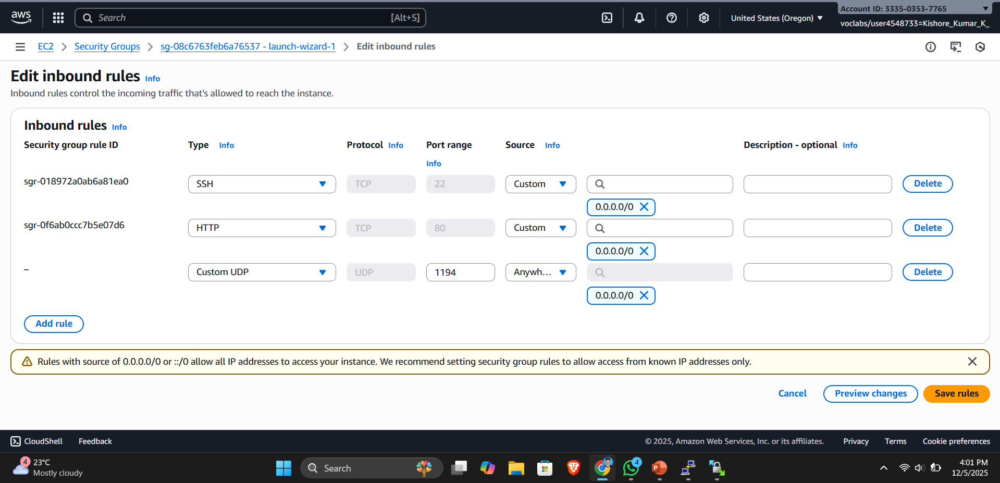 aws
Search [Alt+S]
United States (Oregon)
Account ID: 3335-0353-7765
voclabs/user4548733=Kishore_Kumar_K_
EC2 Security Groups sg-08c6763feb6a76537 - launch-wizard-1 Edit inbound rules
Edit inbound rules Info
Inbound rules control the incoming traffic that's allowed to reach the instance.
Inbound rules Info
Security group rule ID Type Info Protocol Info Port range Info Source Info Description - optional Info
sgr-018972a0ab6a81ea0 SSH TCP 22 Custom Delete
0.0.0.0/0
sgr-0f6ab0ccc7b5e07d6 HTTP TCP 80 Custom Delete
0.0.0.0/0
– Custom UDP UDP 1194 Anywh... Delete
0.0.0.0/0
Add rule
Rules with source of 0.0.0.0/0 or ::/0 allow all IP addresses to access your instance. We recommend setting security group rules to allow access from known IP addresses only.
Cancel Preview changes Save rules
CloudShell Feedback © 2025, Amazon Web Services, Inc. or its affiliates. Privacy Terms Cookie preferences
4 23°C
Mostly cloudy
Search
4
P
4:01 PM
12/5/2025